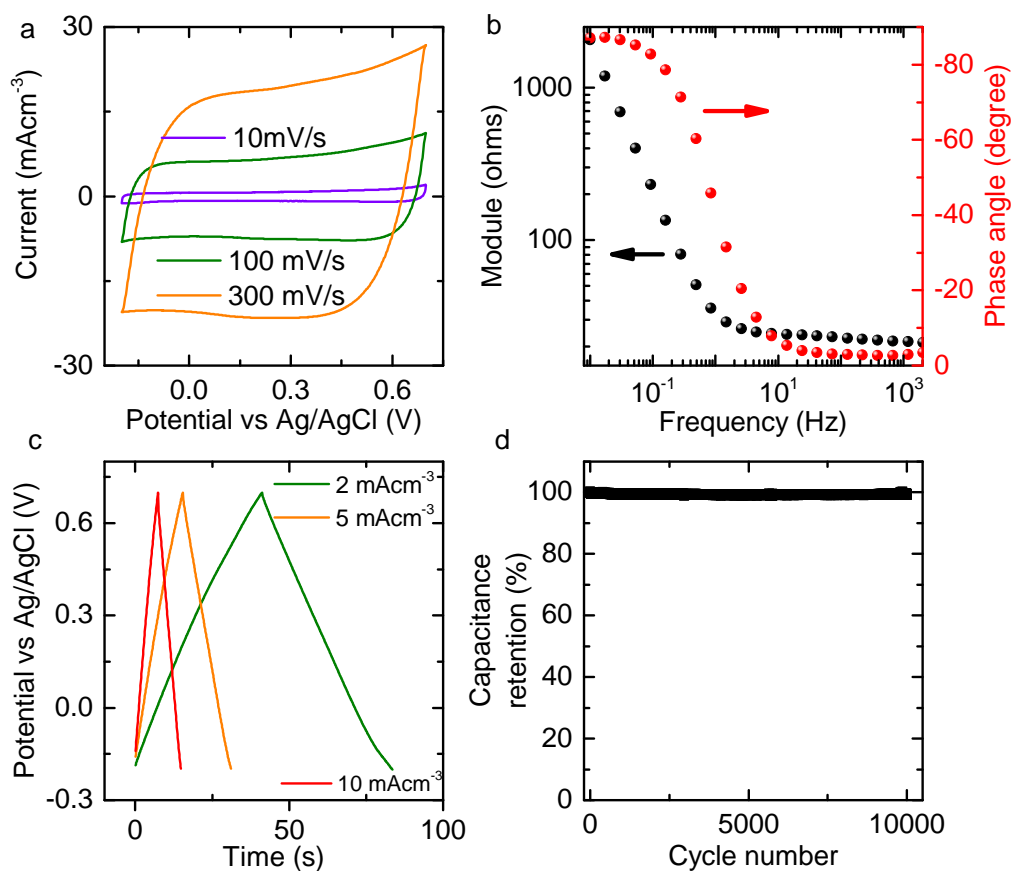 a
30
0
-30
Current (mAcm⁻³)
10mV/s
100 mV/s
300 mV/s
0.0
0.3
0.6
Potential vs Ag/AgCl (V)
b
1000
100
Module (ohms)
-80
-60
-40
-20
0
Phase angle (degree)
10⁻¹
10¹
10³
Frequency (Hz)
c
0.6
0.3
0.0
-0.3
Potential vs Ag/AgCl (V)
2 mAcm⁻³
5 mAcm⁻³
10 mAcm⁻³
0
50
100
Time (s)
d
100
80
60
40
20
0
Capacitance
retention (%)
0
5000
10000
Cycle number